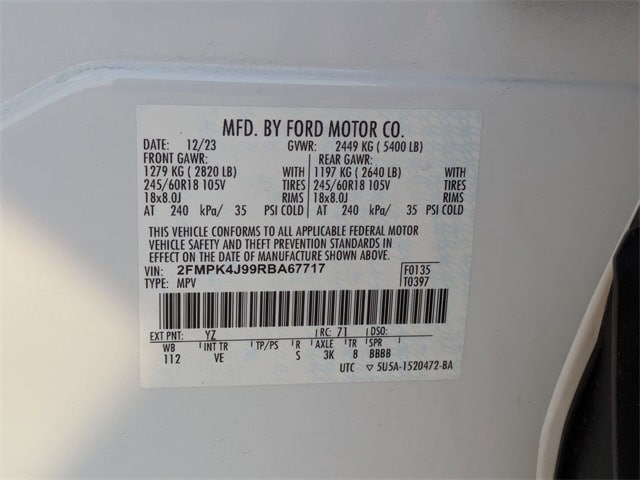 MFD. BY FORD MOTOR CO.
DATE: 12/23 GVWR: 2449 KG ( 5400 LB)
FRONT GAWR: REAR GAWR:
1279 KG ( 2820 LB) WITH 1197 KG ( 2640 LB) WITH
245/60R18 105V TIRES 245/60R18 105V TIRES
18x8.0J RIMS 18x8.0J RIMS
AT 240 kPa/ 35 PSI COLD AT 240 kPa/ 35 PSI COLD
THIS VEHICLE CONFORMS TO ALL APPLICABLE FEDERAL MOTOR
VEHICLE SAFETY AND THEFT PREVENTION STANDARDS IN
EFFECT ON THE DATE OF MANUFACTURE SHOWN ABOVE.
VIN: 2FMPK4J99RBA67717 F0135
TYPE: MPV T0397
EXT PNT: YZ RC: 71 DSO:
WB INT TR TP/PS R AXLE TR SPR
112 VE S 3K 8 BBBB
UTC ▽ 5U5A-1520472-BA